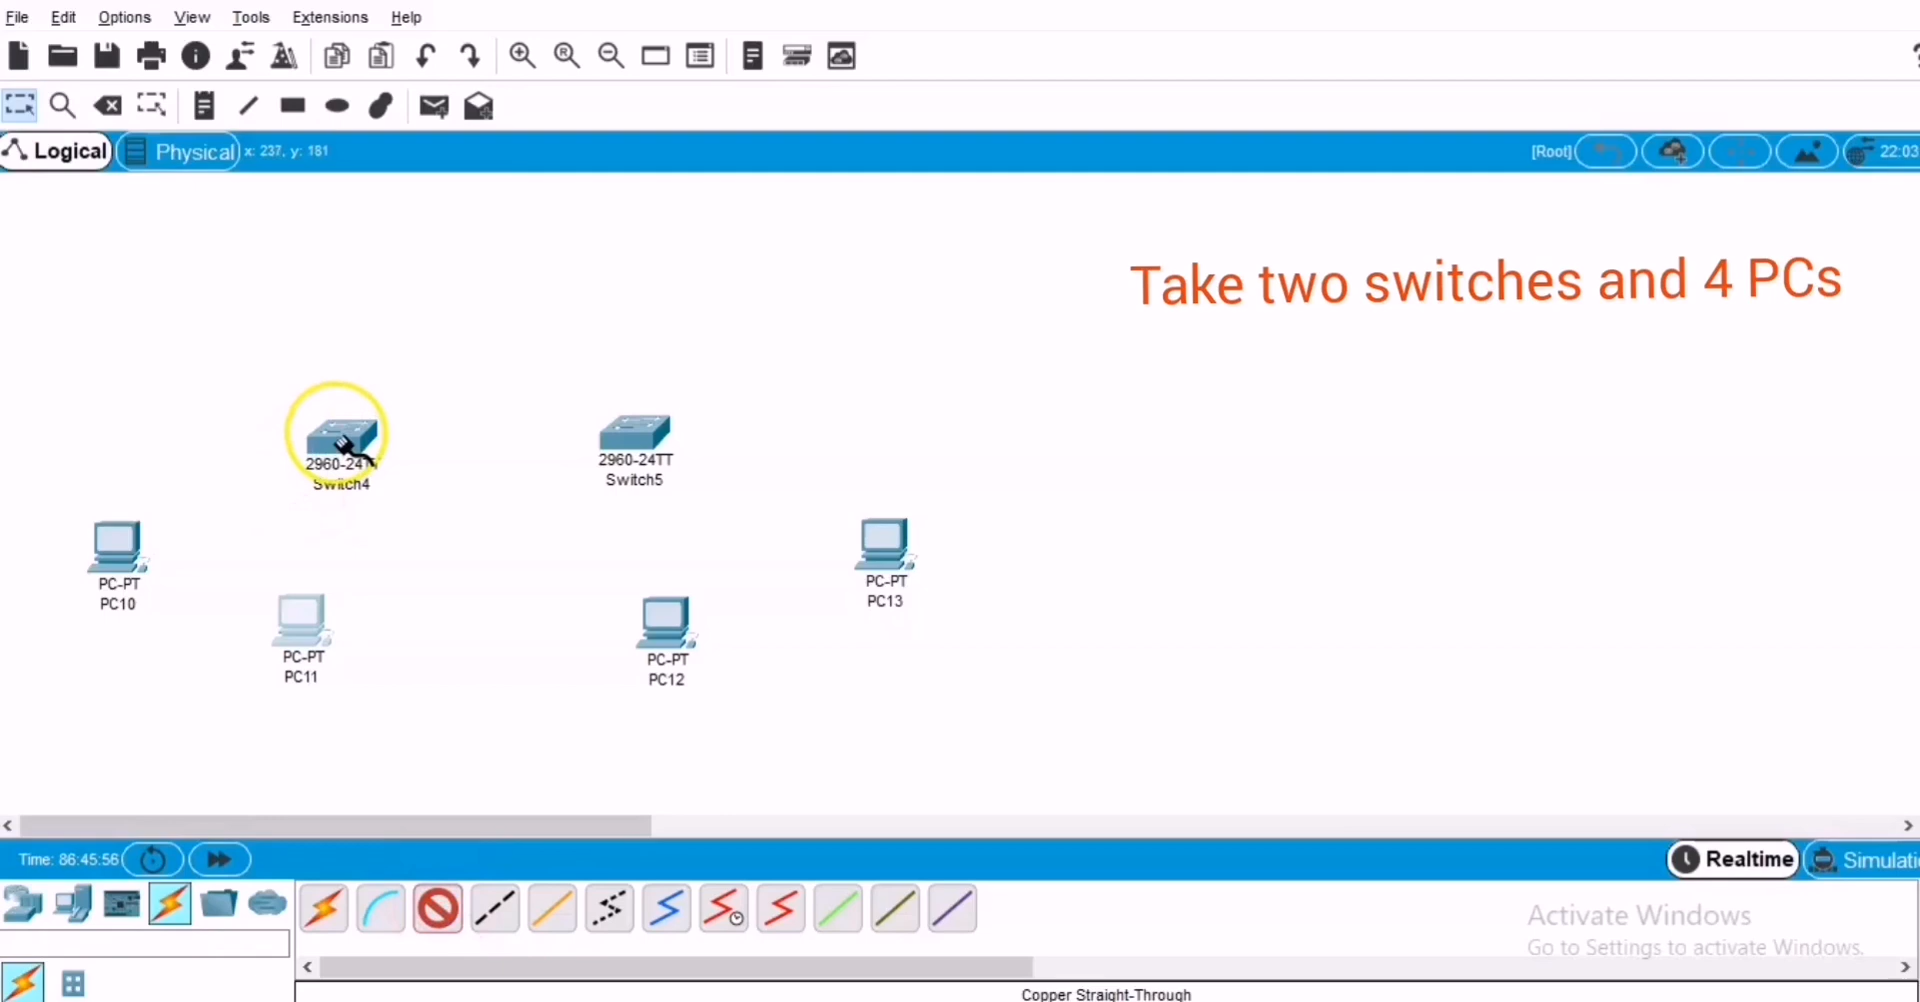 File Edit Options View Tools Extensions Help
Logical Physical x: 237, y: 181 [Root] 22:03
Take two switches and 4 PCs
2960-24TT
Switch4
2960-24TT
Switch5
PC-PT
PC10
PC-PT
PC13
PC-PT
PC11
PC-PT
PC12
Time: 86:45:56 Realtime Simulati
Activate Windows
Go to Settings to activate Windows.
Copper Straight-Through